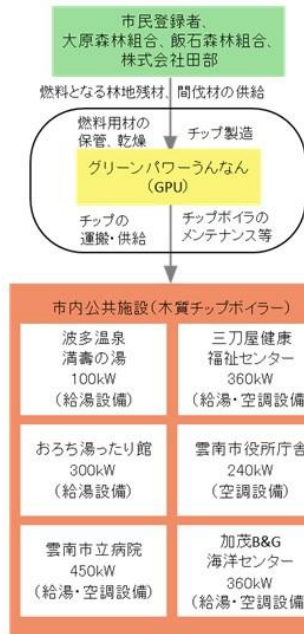 市民登録者、
大原森林組合、飯石森林組合、
株式会社田部
燃料となる林地残材、間伐材の供給
燃料用材の
保管、乾燥
チップ製造
グリーンパワーうんなん
(GPU)
チップの
運搬・供給
チップボイラの
メンテナンス等
市内公共施設(木質チップボイラー)
波多温泉
満壽の湯
100kW
(給湯設備)
三刀屋健康
福祉センター
360kW
(給湯・空調設備)
おろち湯ったり館
300kW
(給湯設備)
雲南市役所庁舎
240kW
(空調設備)
雲南市立病院
450kW
(給湯・空調設備)
加茂B&G
海洋センター
360kW
(給湯・空調設備)